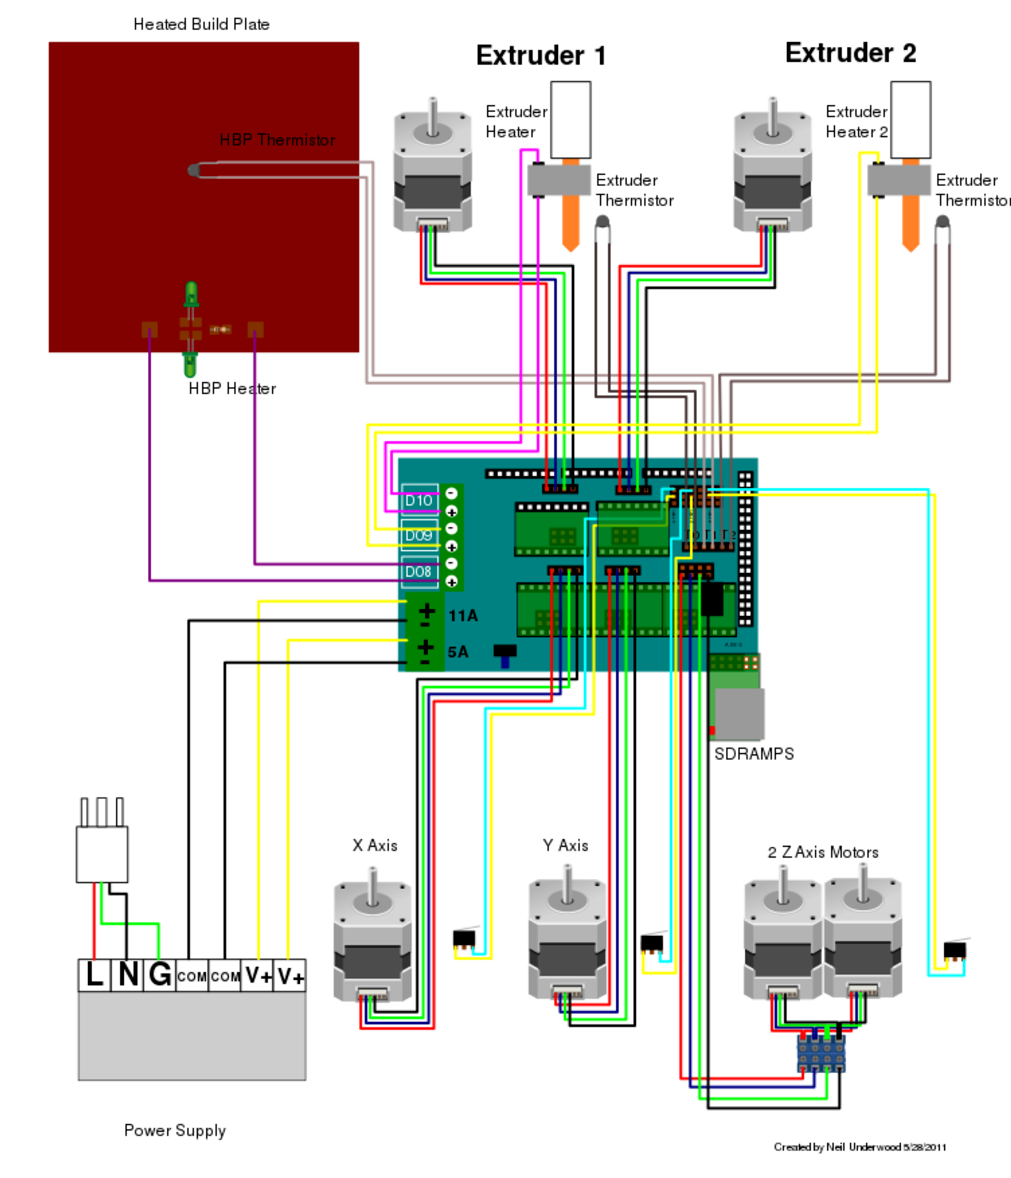 Heated Build Plate
Extruder 1
Extruder 2
Extruder
Heater
Extruder
Heater 2
HBP Thermistor
Extruder
Thermistor
Extruder
Thermistor
HBP Heater
D10
D09
D08
-
+
-
+
-
+
+
-
11A
+
-
5A
SDRAMPS
X Axis
Y Axis
2 Z Axis Motors
L
N
G
COM
COM
V+
V+
Power Supply
Created by Neil Underwood 5/28/2011